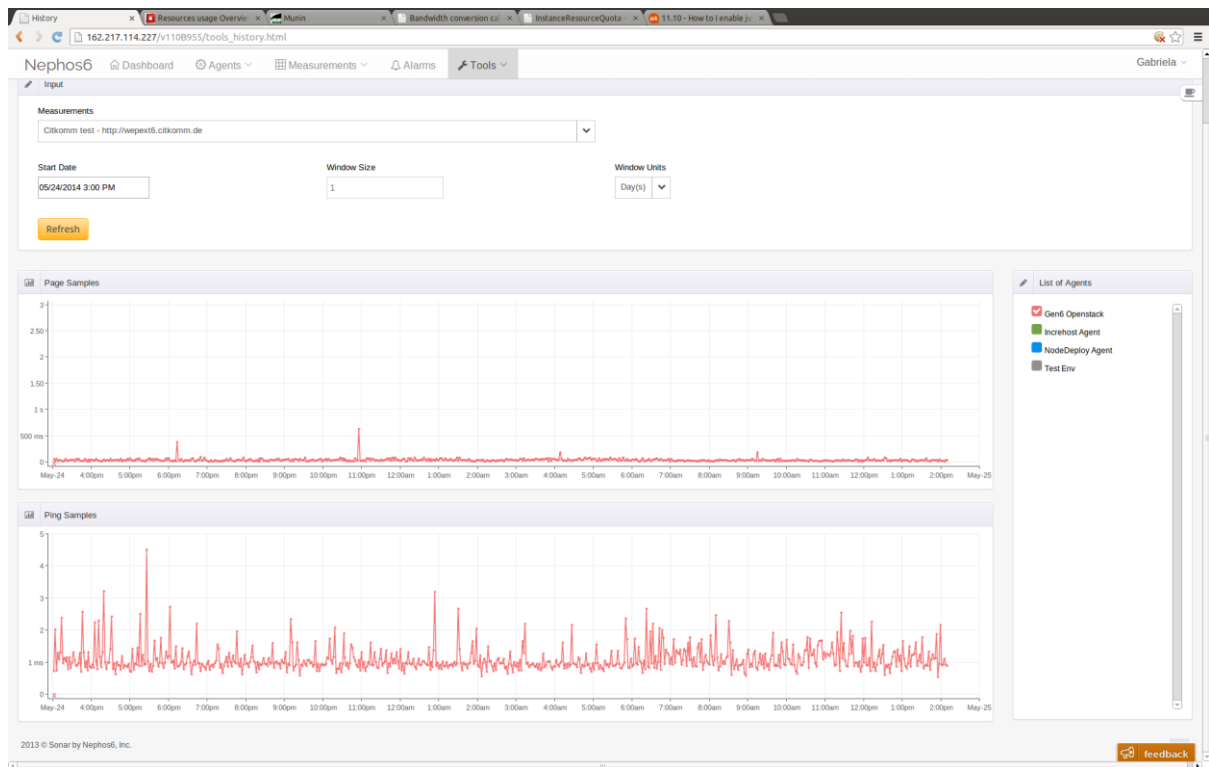 History Resources usage Overvie Munin Bandwidth conversion cal InstanceResourceQuota - 11.10 - How to I enable ju
162.217.114.227/v110B955/tools_history.html
Nephos6 Dashboard Agents Measurements Alarms Tools Gabriela
Input
Measurements
Citkomm test - http://wepext6.citkomm.de
Start Date Window Size Window Units
05/24/2014 3:00 PM 1 Day(s)
Refresh
Page Samples
3
2.50
2
1.50
1 s
500 ms
0
May-24 4:00pm 5:00pm 6:00pm 7:00pm 8:00pm 9:00pm 10:00pm 11:00pm 12:00am 1:00am 2:00am 3:00am 4:00am 5:00am 6:00am 7:00am 8:00am 9:00am 10:00am 11:00am 12:00pm 1:00pm 2:00pm May-25
List of Agents
Gen6 Openstack
Increhost Agent
NodeDeploy Agent
Test Env
Ping Samples
5
4
3
2
1 ms
0
May-24 4:00pm 5:00pm 6:00pm 7:00pm 8:00pm 9:00pm 10:00pm 11:00pm 12:00am 1:00am 2:00am 3:00am 4:00am 5:00am 6:00am 7:00am 8:00am 9:00am 10:00am 11:00am 12:00pm 1:00pm 2:00pm May-25
2013 © Sonar by Nephos6, Inc.
feedback